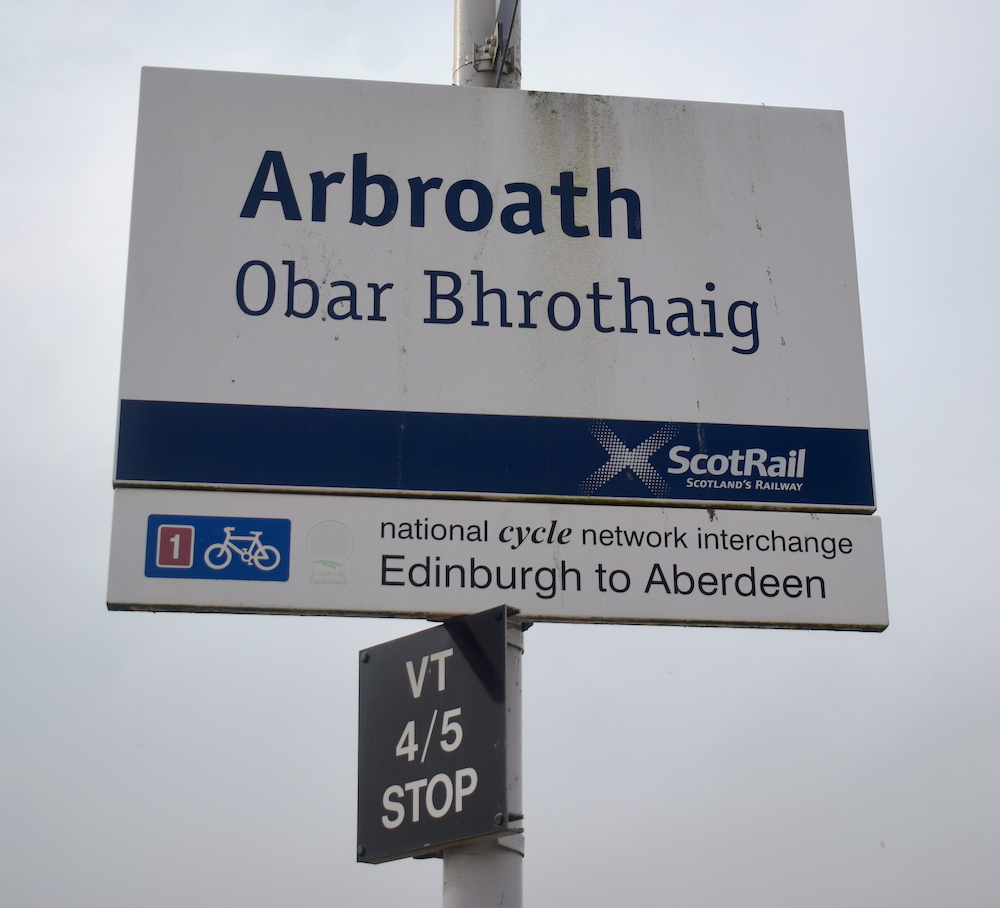 Arbroath
Obar Bhrothaig
ScotRail
SCOTLAND'S RAILWAY
1
national cycle network interchange
Edinburgh to Aberdeen
VT
4/5
STOP